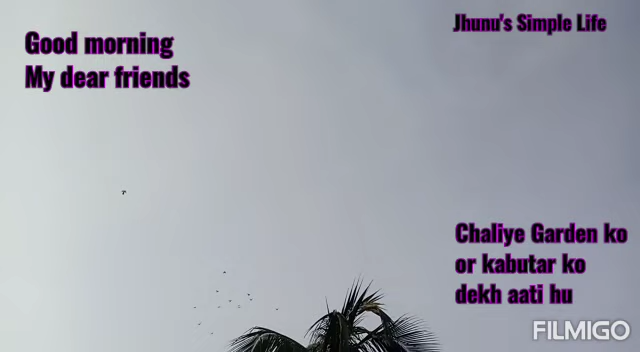 Good morning
My dear friends
Jhunu's Simple Life
Chaliye Garden ko
or kabutar ko
dekh aati hu
FILMIGO